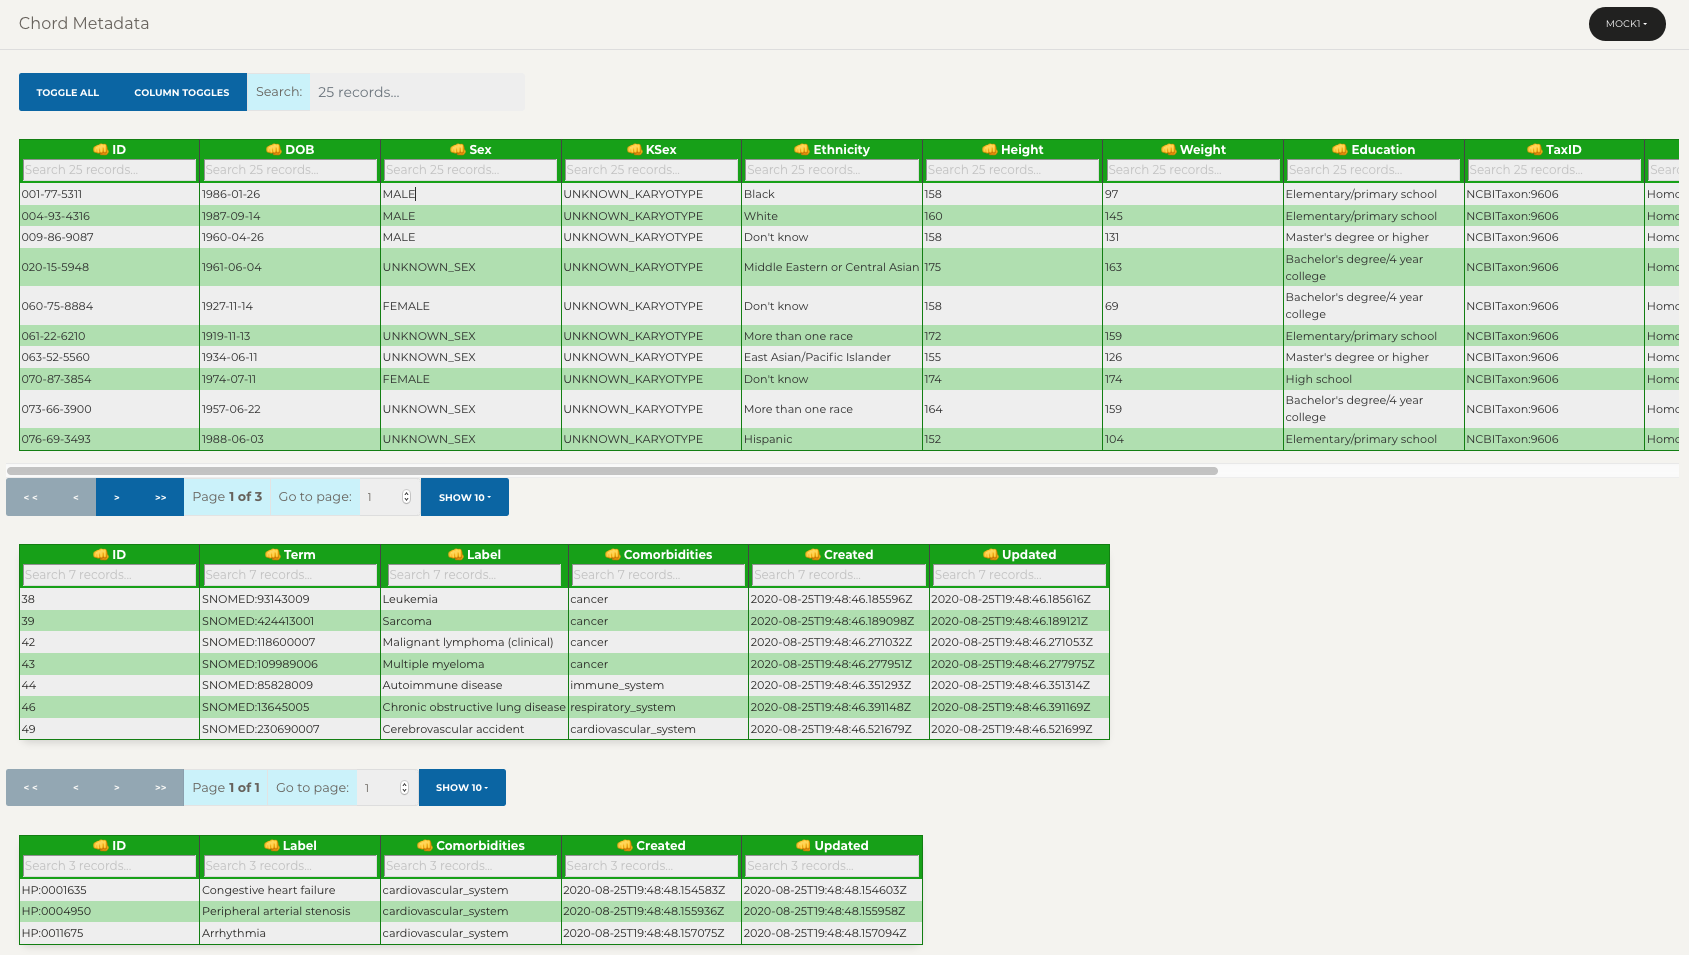 Chord Metadata
MOCK1
TOGGLE ALL COLUMN TOGGLES Search: 25 records...
ID DOB Sex KSex Ethnicity Height Weight Education TaxID
Search 25 records... Search 25 records... Search 25 records... Search 25 records... Search 25 records... Search 25 records... Search 25 records... Search 25 records... Search 25 records... Searc
001-77-5311 1986-01-26 MALE UNKNOWN_KARYOTYPE Black 158 97 Elementary/primary school NCBITaxon:9606 Homo
004-93-4316 1987-09-14 MALE UNKNOWN_KARYOTYPE White 160 145 Elementary/primary school NCBITaxon:9606 Homo
009-86-9087 1960-04-26 MALE UNKNOWN_KARYOTYPE Don't know 158 131 Master's degree or higher NCBITaxon:9606 Homo
020-15-5948 1961-06-04 UNKNOWN_SEX UNKNOWN_KARYOTYPE Middle Eastern or Central Asian 175 163 Bachelor's degree/4 year college NCBITaxon:9606 Homo
060-75-8884 1927-11-14 FEMALE UNKNOWN_KARYOTYPE Don't know 158 69 Bachelor's degree/4 year college NCBITaxon:9606 Homo
061-22-6210 1919-11-13 UNKNOWN_SEX UNKNOWN_KARYOTYPE More than one race 172 159 Elementary/primary school NCBITaxon:9606 Homo
063-52-5560 1934-06-11 UNKNOWN_SEX UNKNOWN_KARYOTYPE East Asian/Pacific Islander 155 126 Master's degree or higher NCBITaxon:9606 Homo
070-87-3854 1974-07-11 FEMALE UNKNOWN_KARYOTYPE Don't know 174 174 High school NCBITaxon:9606 Homo
073-66-3900 1957-06-22 UNKNOWN_SEX UNKNOWN_KARYOTYPE More than one race 164 159 Bachelor's degree/4 year college NCBITaxon:9606 Homo
076-69-3493 1988-06-03 UNKNOWN_SEX UNKNOWN_KARYOTYPE Hispanic 152 104 Elementary/primary school NCBITaxon:9606 Homo
<< < > >> Page 1 of 3 Go to page: 1 SHOW 10
ID Term Label Comorbidities Created Updated
Search 7 records... Search 7 records... Search 7 records... Search 7 records... Search 7 records... Search 7 records...
38 SNOMED:93143009 Leukemia cancer 2020-08-25T19:48:46.185596Z 2020-08-25T19:48:46.185616Z
39 SNOMED:424413001 Sarcoma cancer 2020-08-25T19:48:46.189098Z 2020-08-25T19:48:46.189121Z
42 SNOMED:118600007 Malignant lymphoma (clinical) cancer 2020-08-25T19:48:46.271032Z 2020-08-25T19:48:46.271053Z
43 SNOMED:109989006 Multiple myeloma cancer 2020-08-25T19:48:46.277951Z 2020-08-25T19:48:46.277975Z
44 SNOMED:85828009 Autoimmune disease immune_system 2020-08-25T19:48:46.351293Z 2020-08-25T19:48:46.351314Z
46 SNOMED:13645005 Chronic obstructive lung disease respiratory_system 2020-08-25T19:48:46.391148Z 2020-08-25T19:48:46.391169Z
49 SNOMED:230690007 Cerebrovascular accident cardiovascular_system 2020-08-25T19:48:46.521679Z 2020-08-25T19:48:46.521699Z
<< < > >> Page 1 of 1 Go to page: 1 SHOW 10
ID Label Comorbidities Created Updated
Search 3 records... Search 3 records... Search 3 records... Search 3 records... Search 3 records...
HP:0001635 Congestive heart failure cardiovascular_system 2020-08-25T19:48:48.154583Z 2020-08-25T19:48:48.154603Z
HP:0004950 Peripheral arterial stenosis cardiovascular_system 2020-08-25T19:48:48.155936Z 2020-08-25T19:48:48.155958Z
HP:0011675 Arrhythmia cardiovascular_system 2020-08-25T19:48:48.157075Z 2020-08-25T19:48:48.157094Z